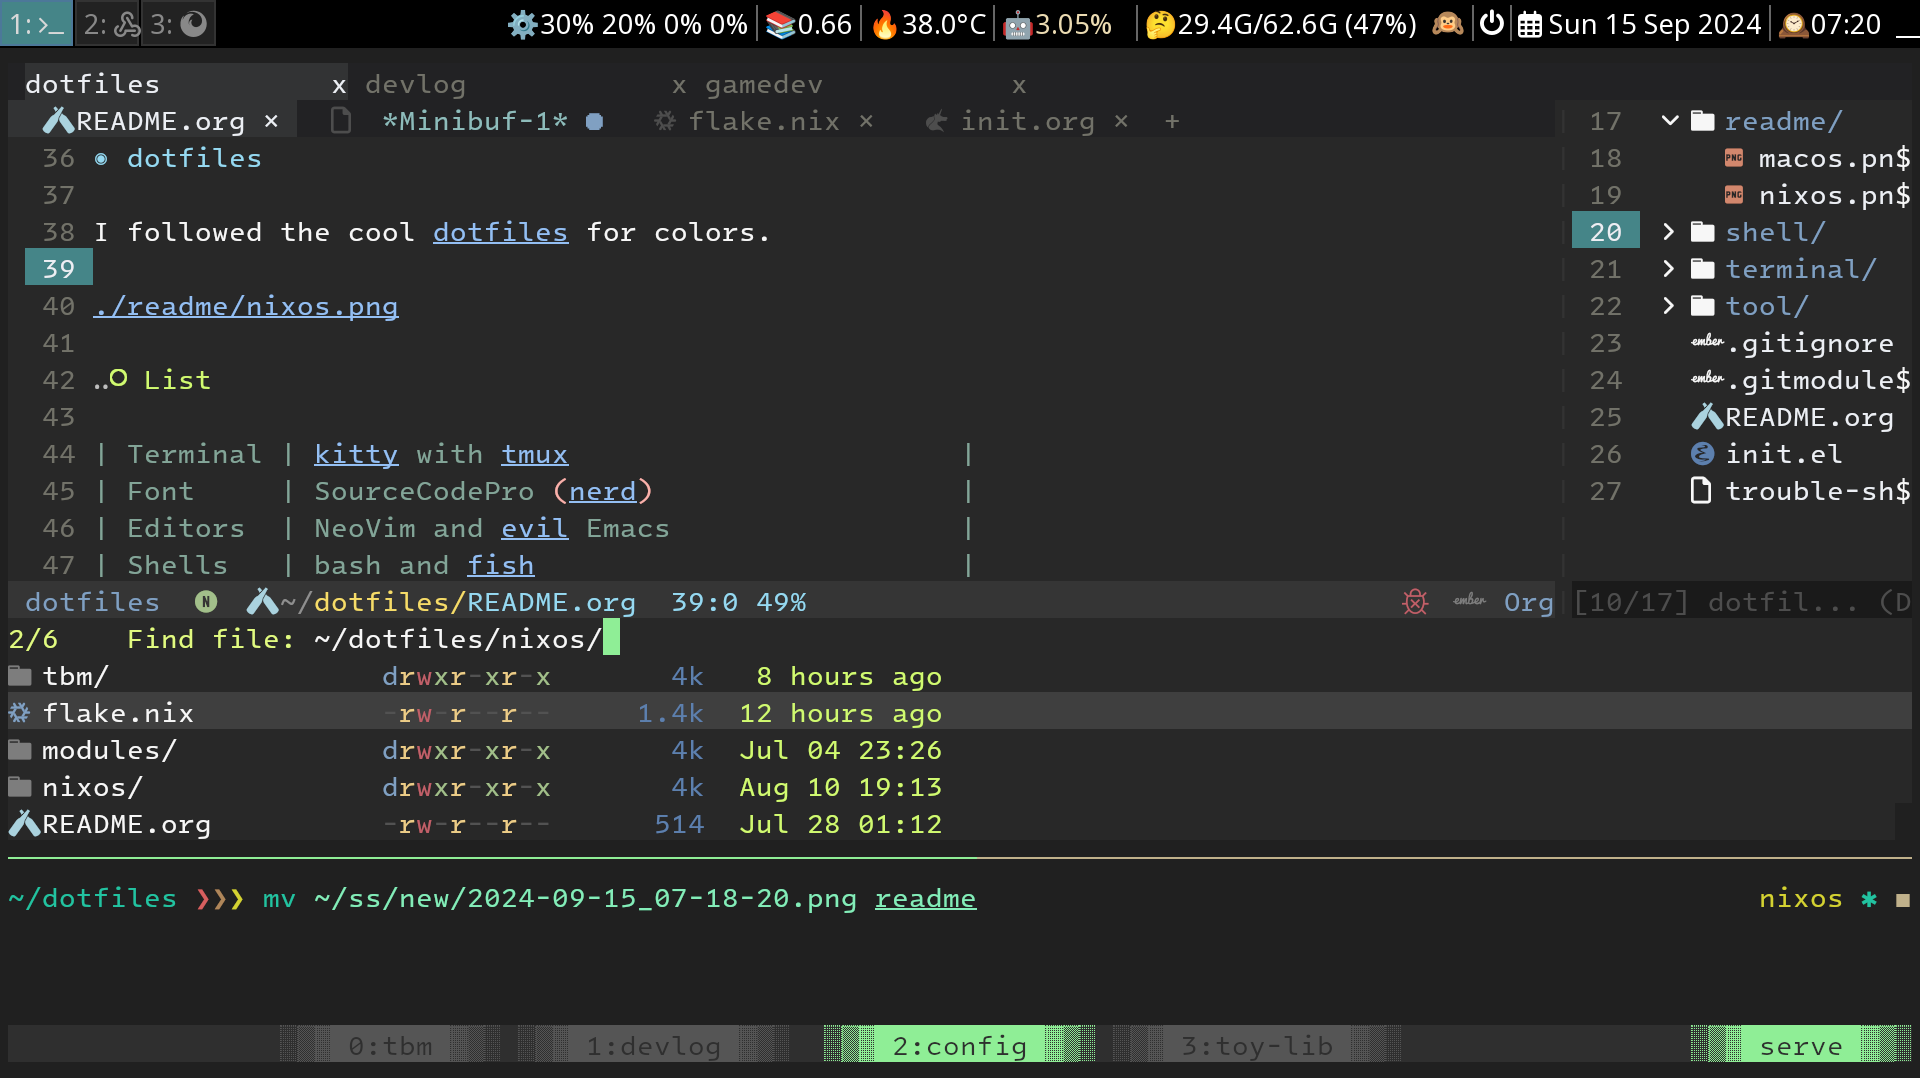 1: 2: 3: 30% 20% 0% 0% 0.66 38.0°C 3.05% 29.4G/62.6G (47%) Sun 15 Sep 2024 07:20
dotfiles x devlog x gamedev x
README.org × *Minibuf-1* flake.nix × init.org × +
36 dotfiles
37
38 I followed the cool dotfiles for colors.
39
40 ./readme/nixos.png
41
42 .. List
43
44 | Terminal | kitty with tmux |
45 | Font | SourceCodePro (nerd) |
46 | Editors | NeoVim and evil Emacs |
47 | Shells | bash and fish |
17 readme/
18 PNG macos.pn$
19 PNG nixos.pn$
20 shell/
21 terminal/
22 tool/
23 ember .gitignore
24 ember .gitmodule$
25 README.org
26 init.el
27 trouble-sh$
dotfiles N ~/dotfiles/README.org 39:0 49% ember Org
[10/17] dotfil... (D
2/6 Find file: ~/dotfiles/nixos/
tbm/ drwxr-xr-x 4k 8 hours ago
flake.nix -rw-r--r-- 1.4k 12 hours ago
modules/ drwxr-xr-x 4k Jul 04 23:26
nixos/ drwxr-xr-x 4k Aug 10 19:13
README.org -rw-r--r-- 514 Jul 28 01:12
~/dotfiles ❯❯❯ mv ~/ss/new/2024-09-15_07-18-20.png readme nixos ✱
0:tbm 1:devlog 2:config 3:toy-lib serve